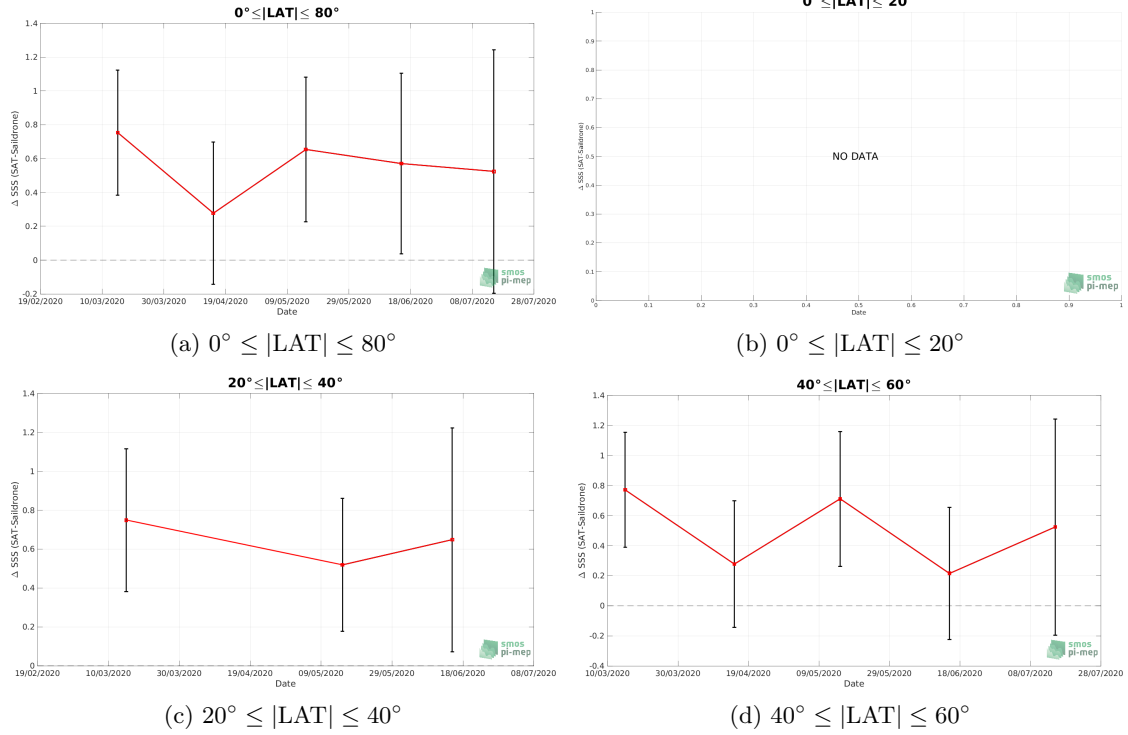 0°≤|LAT|≤ 80°
Δ SSS (SAT-Saildrone)
1.4
1.2
1
0.8
0.6
0.4
0.2
0
-0.2
19/02/2020 10/03/2020 30/03/2020 19/04/2020 09/05/2020 29/05/2020 18/06/2020 08/07/2020 28/07/2020
Date
smos
pi-mep
(a) 0° ≤ |LAT| ≤ 80°
0°≤|LAT|≤ 20°
Δ SSS (SAT-Saildrone)
1
0.9
0.8
0.7
0.6
0.5
0.4
0.3
0.2
0.1
0
NO DATA
0 0.1 0.2 0.3 0.4 0.5 0.6 0.7 0.8 0.9 1
Date
smos
pi-mep
(b) 0° ≤ |LAT| ≤ 20°
20°≤|LAT|≤ 40°
Δ SSS (SAT-Saildrone)
1.4
1.2
1
0.8
0.6
0.4
0.2
0
19/02/2020 10/03/2020 30/03/2020 19/04/2020 09/05/2020 29/05/2020 18/06/2020 08/07/2020
Date
smos
pi-mep
(c) 20° ≤ |LAT| ≤ 40°
40°≤|LAT|≤ 60°
Δ SSS (SAT-Saildrone)
1.4
1.2
1
0.8
0.6
0.4
0.2
0
-0.2
-0.4
10/03/2020 30/03/2020 19/04/2020 09/05/2020 29/05/2020 18/06/2020 08/07/2020 28/07/2020
Date
smos
pi-mep
(d) 40° ≤ |LAT| ≤ 60°